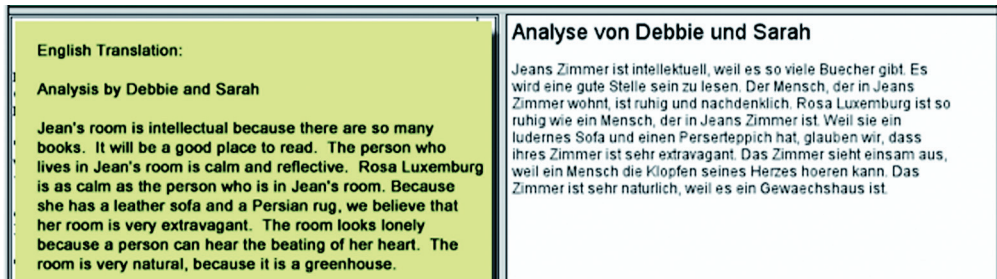 English Translation:
Analysis by Debbie and Sarah
Jean's room is intellectual because there are so many
books. It will be a good place to read. The person who
lives in Jean's room is calm and reflective. Rosa Luxemburg
is as calm as the person who is in Jean's room. Because
she has a leather sofa and a Persian rug, we believe that
her room is very extravagant. The room looks lonely
because a person can hear the beating of her heart. The
room is very natural, because it is a greenhouse.
Analyse von Debbie und Sarah
Jeans Zimmer ist intellektuell, weil es so viele Buecher gibt. Es
wird eine gute Stelle sein zu lesen. Der Mensch, der in Jeans
Zimmer wohnt, ist ruhig und nachdenklich. Rosa Luxemburg ist so
ruhig wie ein Mensch, der in Jeans Zimmer ist. Weil sie ein
ludernes Sofa und einen Perserteppich hat, glauben wir, dass
ihres Zimmer ist sehr extravagant. Das Zimmer sieht einsam aus,
weil ein Mensch die Klopfen seines Herzes hoeren kann. Das
Zimmer ist sehr naturlich, weil es ein Gewaechshaus ist.